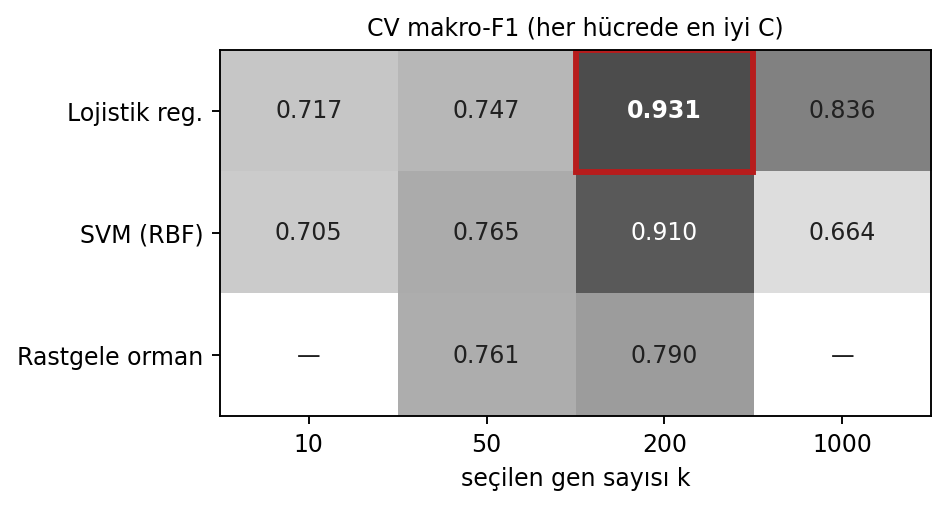 CV makro-F1 (her hücrede en iyi C)
Lojistik reg. 0.717 0.747 0.931 0.836
SVM (RBF) 0.705 0.765 0.910 0.664
Rastgele orman — 0.761 0.790 —
10 50 200 1000
seçilen gen sayısı k